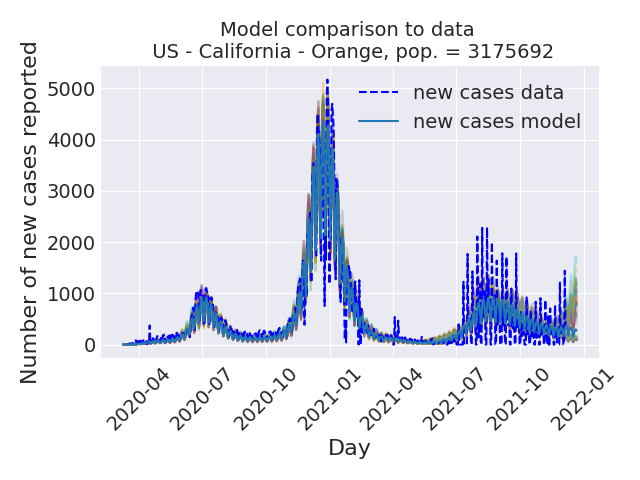 Model comparison to data
US - California - Orange, pop. = 3175692
Number of new cases reported
5000
4000
3000
2000
1000
0
new cases data
new cases model
2020-04
2020-07
2020-10
2021-01
2021-04
2021-07
2021-10
2022-01
Day